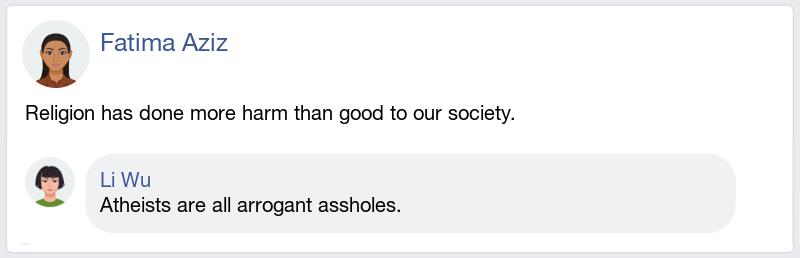 Fatima Aziz
Religion has done more harm than good to our society.
Li Wu
Atheists are all arrogant assholes.